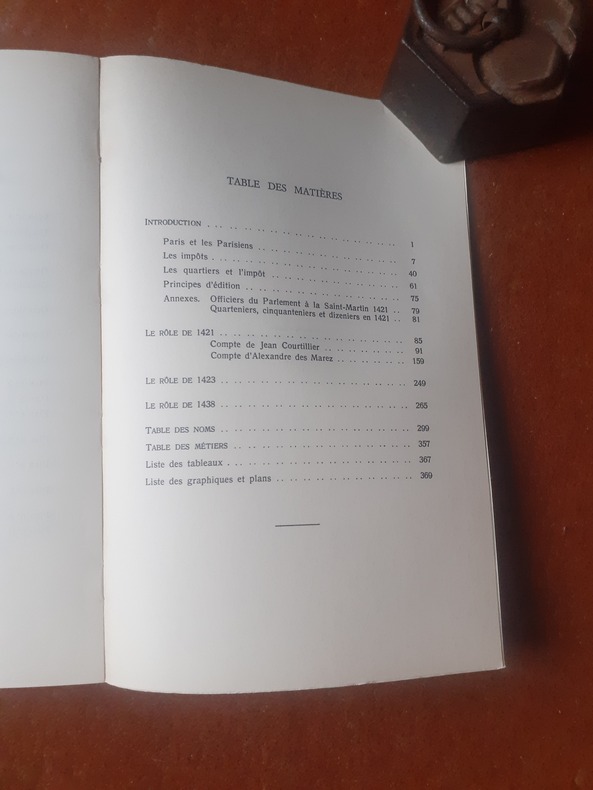 TABLE DES MATIÈRES
INTRODUCTION .. .. .. .. .. .. .. .. .. .. .. .. .. 1
Paris et les Parisiens .. .. .. .. .. .. .. .. .. .. 7
Les impôts .. .. .. .. .. .. .. .. .. .. .. .. .. 40
Les quartiers et l'impôt .. .. .. .. .. .. .. .. .. 61
Principes d'édition .. .. .. .. .. .. .. .. .. .. .. 75
Annexes. Officiers du Parlement à la Saint-Martin 1421 .. 79
Quarteniers, cinquanteniers et dizeniers en 1421 .. 81
LE RÔLE DE 1421 .. .. .. .. .. .. .. .. .. .. .. .. 85
Compte de Jean Courtillier .. .. .. .. .. .. .. 91
Compte d'Alexandre des Marez .. .. .. .. .. .. 159
LE RÔLE DE 1423 .. .. .. .. .. .. .. .. .. .. .. .. 249
LE RÔLE DE 1438 .. .. .. .. .. .. .. .. .. .. .. .. 265
TABLE DES NOMS .. .. .. .. .. .. .. .. .. .. .. .. 299
TABLE DES MÉTIERS .. .. .. .. .. .. .. .. .. .. .. 357
Liste des tableaux .. .. .. .. .. .. .. .. .. .. .. .. 367
Liste des graphiques et plans .. .. .. .. .. .. .. .. 369